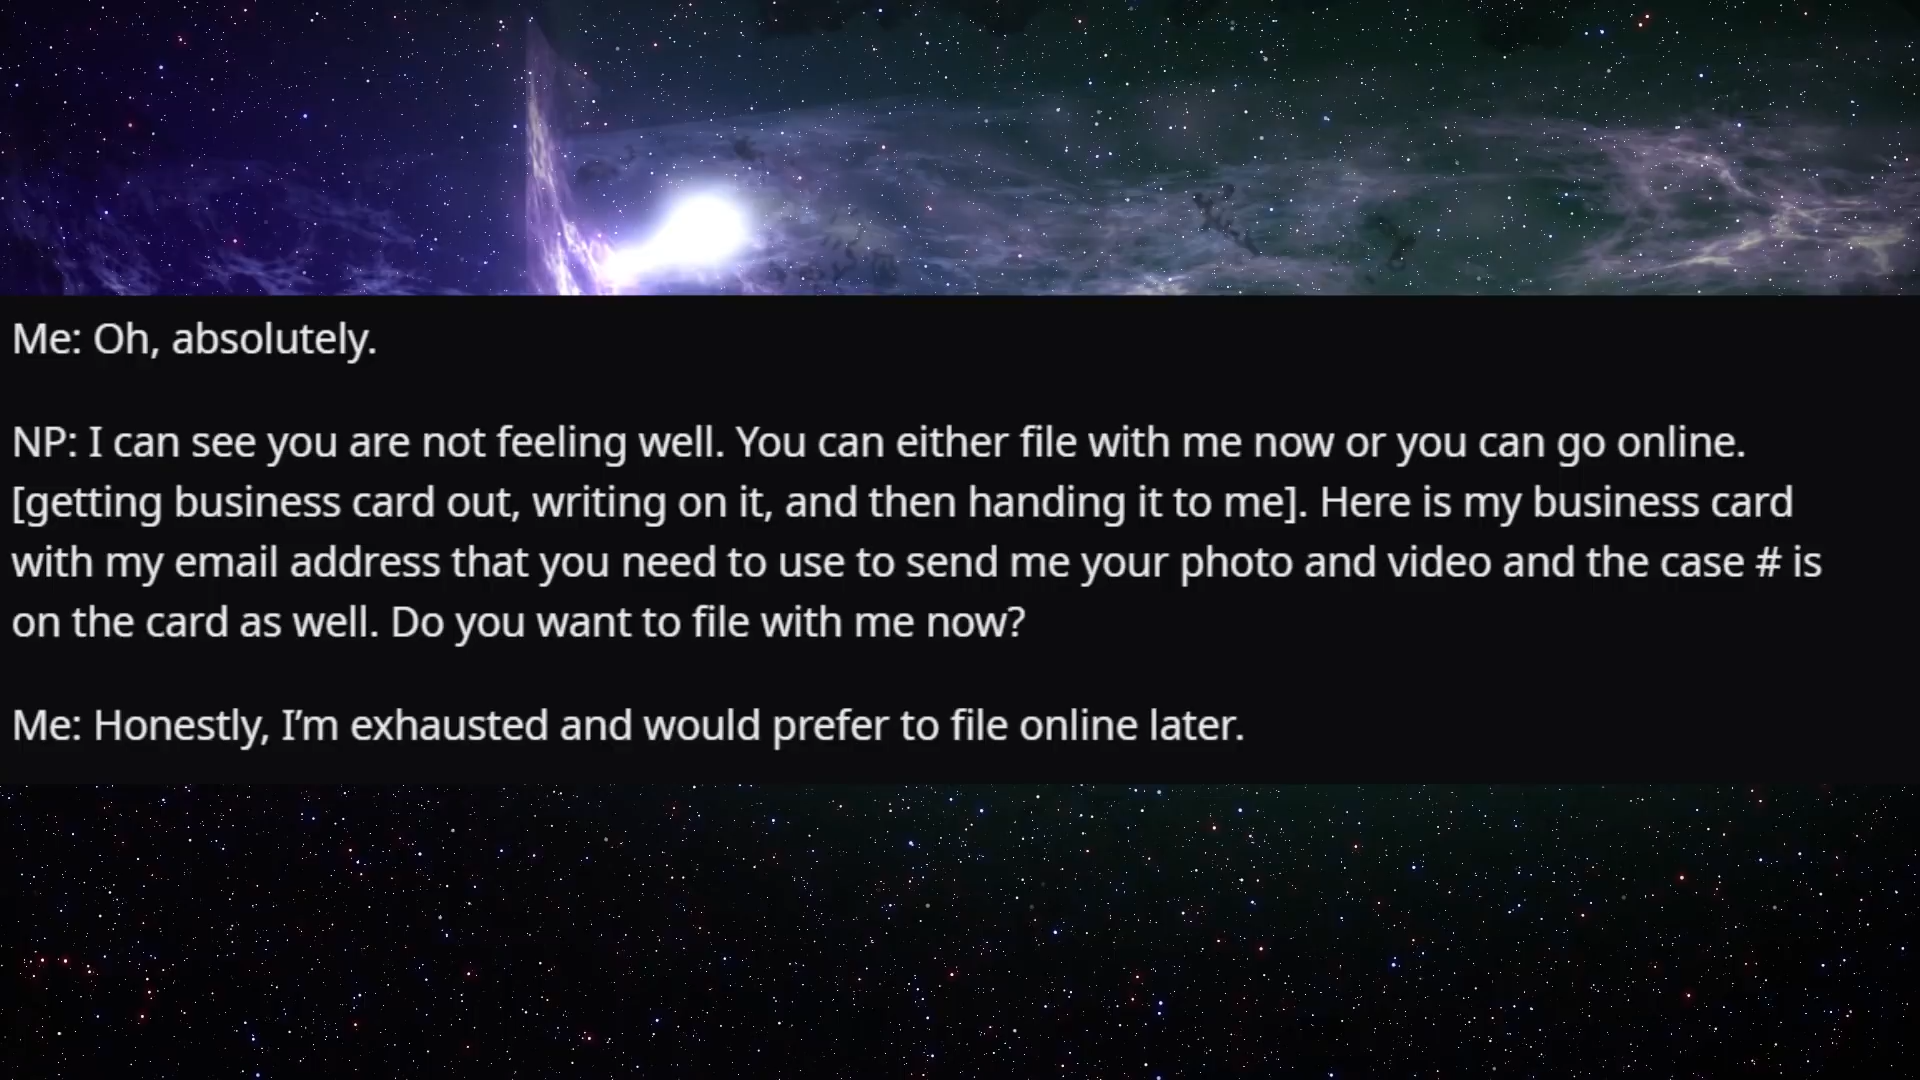 Me: Oh, absolutely.
NP: I can see you are not feeling well. You can either file with me now or you can go online.
[getting business card out, writing on it, and then handing it to me]. Here is my business card
with my email address that you need to use to send me your photo and video and the case # is
on the card as well. Do you want to file with me now?
Me: Honestly, I’m exhausted and would prefer to file online later.